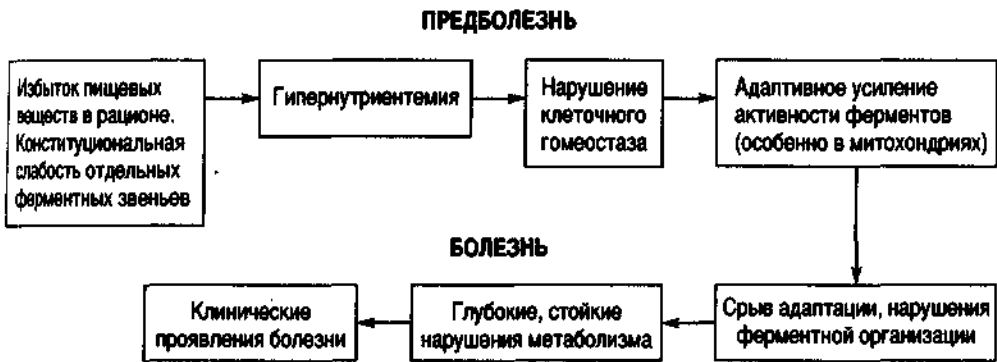 ПРЕДБОЛЕЗНЬ
Избыток пищевых
веществ в рационе.
Конституциональная
слабость отдельных
ферментных звеньев
Гипернутриентемия
Нарушение
клеточного
гомеостаза
Адаптивное усиление
активности ферментов
(особенно в митохондриях)
БОЛЕЗНЬ
Срыв адаптации, нарушения
ферментной организации
Глубокие, стойкие
нарушения метаболизма
Клинические
проявления болезни